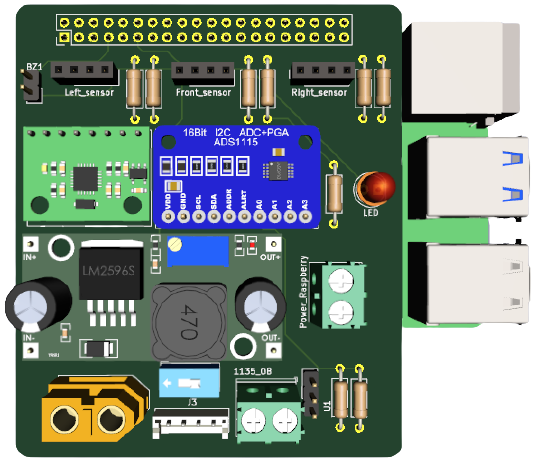 BZ1
Left_sensor
Front_sensor
Right_sensor
16Bit I2C ADC+PGA
ADS1115
VDD
GND
SCL
SDA
ADDR
ALRT
A0
A1
A2
A3
LED
IN+
OUT+
LM2596S
470
Power_Raspberry
IN-
OUT-
1135_OB
J3
U1